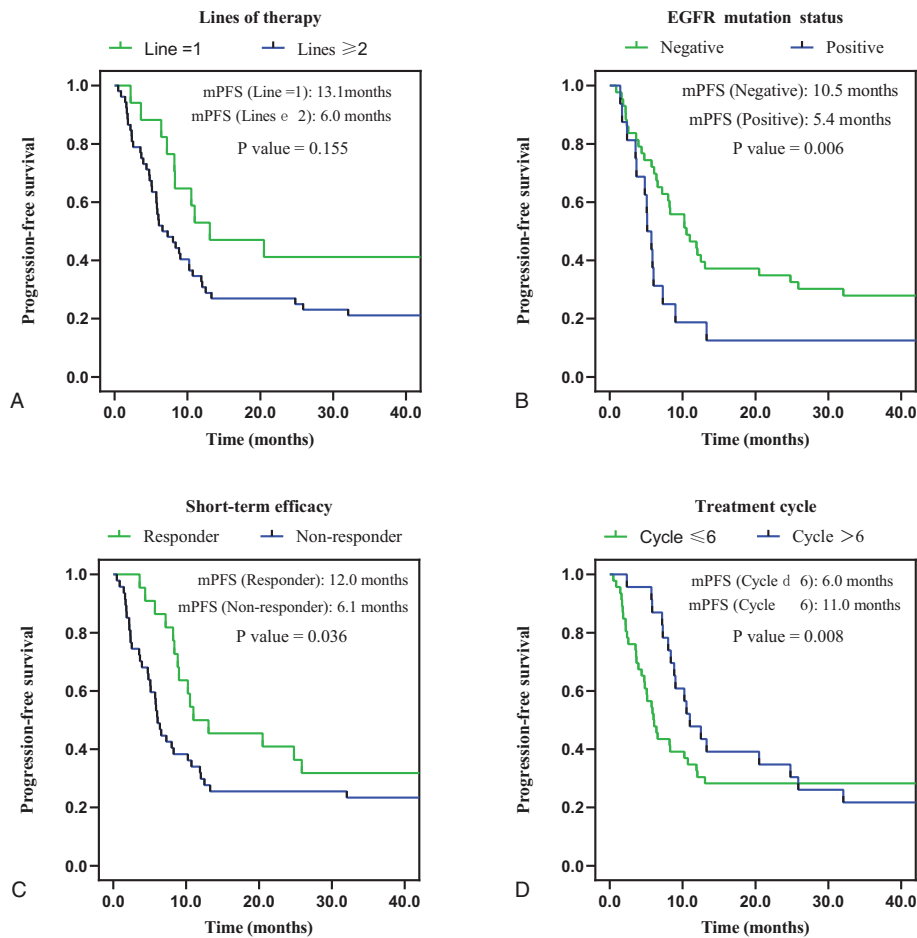 Lines of therapy
Line =1 Lines ≥2
mPFS (Line =1): 13.1months
mPFS (Lines e 2): 6.0 months
P value = 0.155
Progression-free survival
1.0
0.8
0.6
0.4
0.2
0.0
0.0 10.0 20.0 30.0 40.0
Time (months)
A
EGFR mutation status
Negative Positive
mPFS (Negative): 10.5 months
mPFS (Positive): 5.4 months
P value = 0.006
Progression-free survival
1.0
0.8
0.6
0.4
0.2
0.0
0.0 10.0 20.0 30.0 40.0
Time (months)
B
Short-term efficacy
Responder Non-responder
mPFS (Responder): 12.0 months
mPFS (Non-responder): 6.1 months
P value = 0.036
Progression-free survival
1.0
0.8
0.6
0.4
0.2
0.0
0.0 10.0 20.0 30.0 40.0
Time (months)
C
Treatment cycle
Cycle ≤6 Cycle >6
mPFS (Cycle d 6): 6.0 months
mPFS (Cycle 6): 11.0 months
P value = 0.008
Progression-free survival
1.0
0.8
0.6
0.4
0.2
0.0
0.0 10.0 20.0 30.0 40.0
Time (months)
D